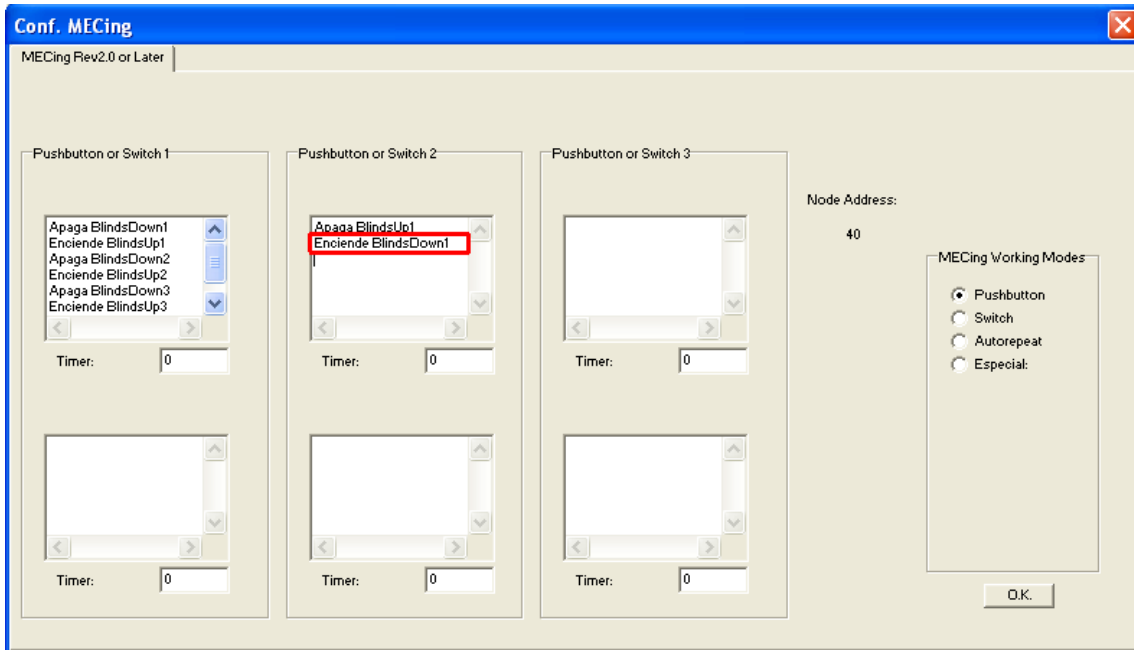 Conf. MECing
MECing Rev2.0 or Later
Pushbutton or Switch 1
Apaga BlindsDown1
Enciende BlindsUp1
Apaga BlindsDown2
Enciende BlindsUp2
Apaga BlindsDown3
Enciende BlindsUp3
Timer: 0
Timer: 0
Pushbutton or Switch 2
Apaga BlindsUp1
Enciende BlindsDown1
Timer: 0
Timer: 0
Pushbutton or Switch 3
Timer: 0
Timer: 0
Node Address:
40
MECing Working Modes
Pushbutton
Switch
Autorepeat
Especial:
O.K.